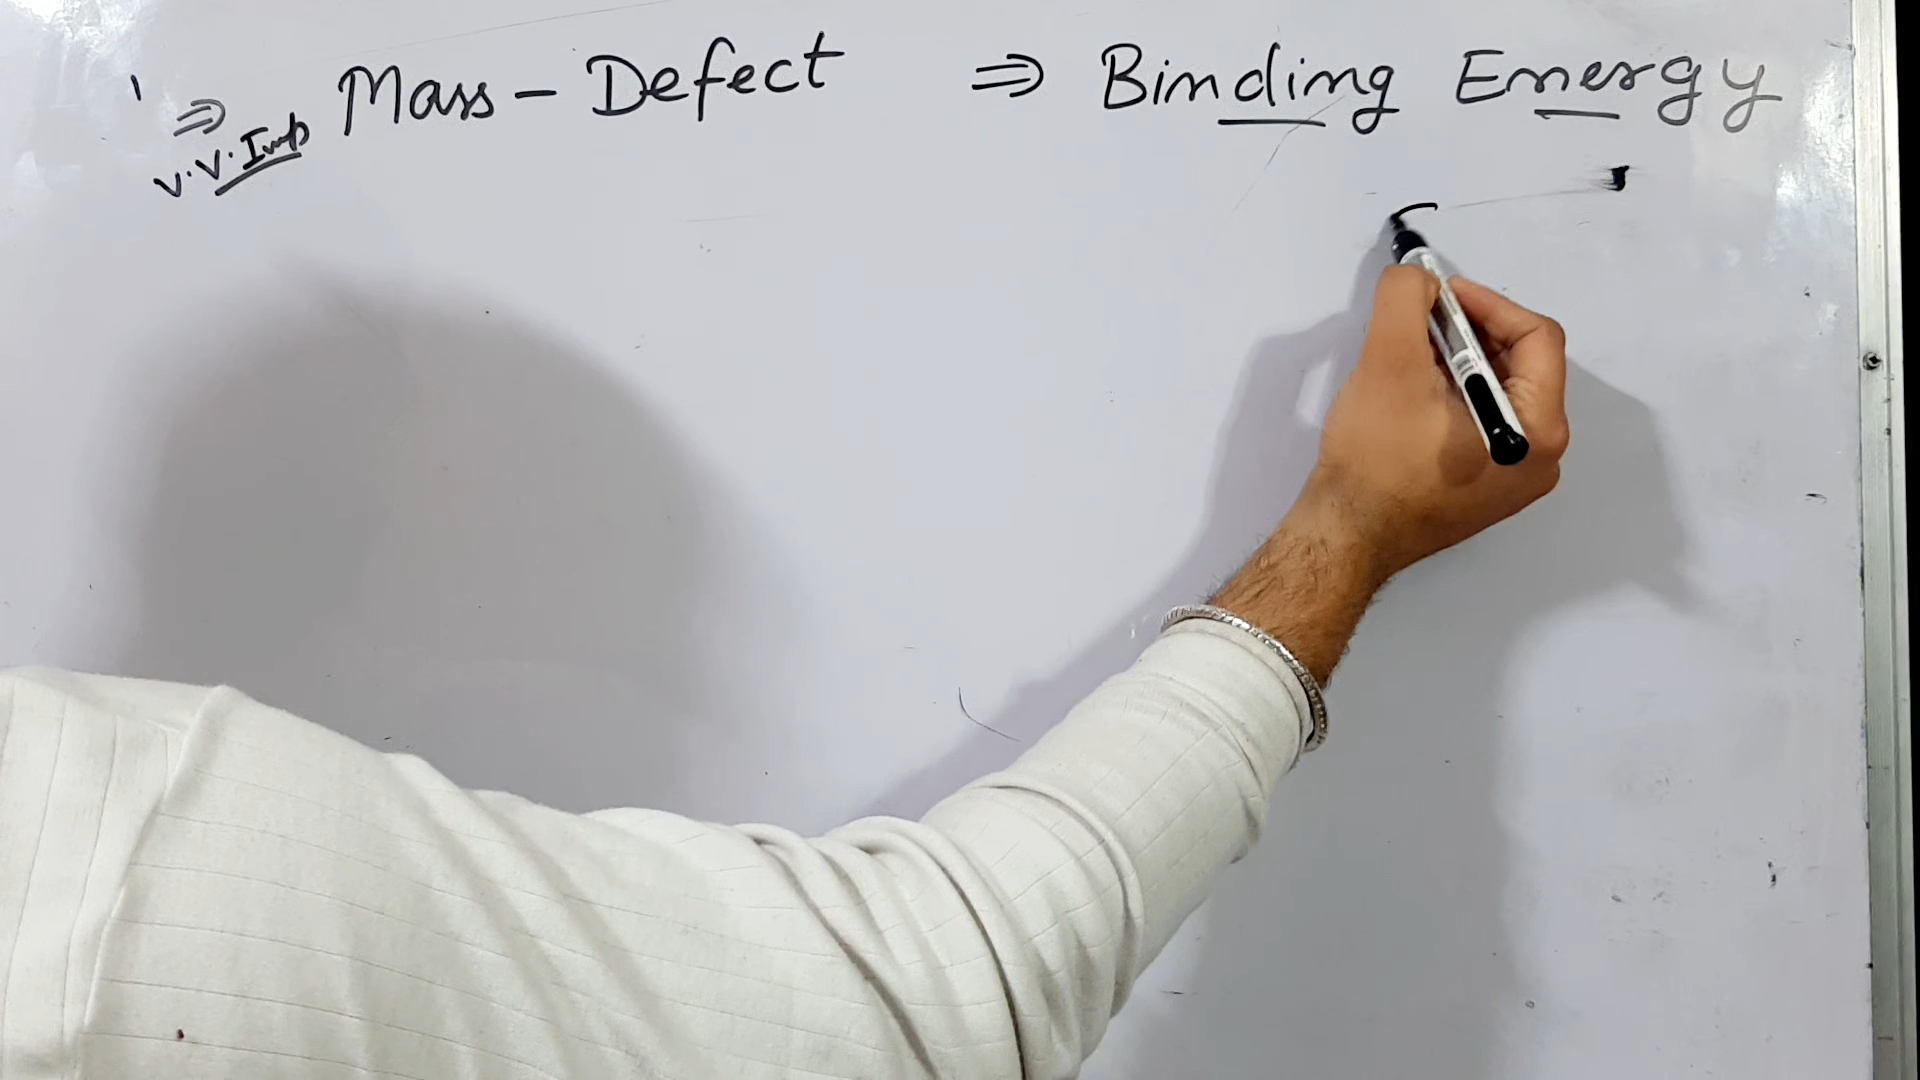 ⇒ Mass - Defect ⇒ Binding Energy
V.V. Imp